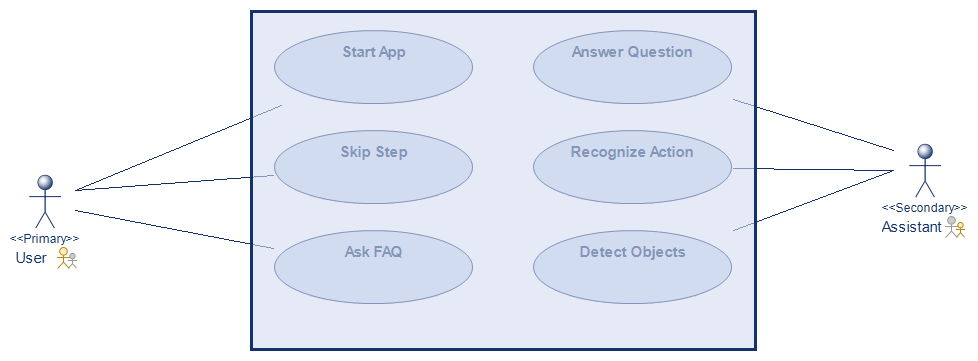 Start App
Answer Question
Skip Step
Recognize Action
<<Primary>>
User
<<Secondary>>
Assistant
Ask FAQ
Detect Objects